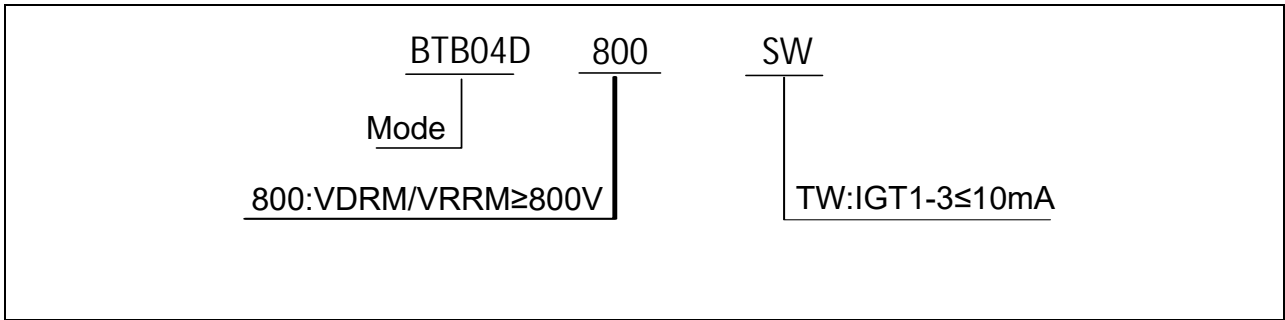 BTB04D 800 SW
Mode
800:VDRM/VRRM≥800V TW:IGT1-3≤10mA